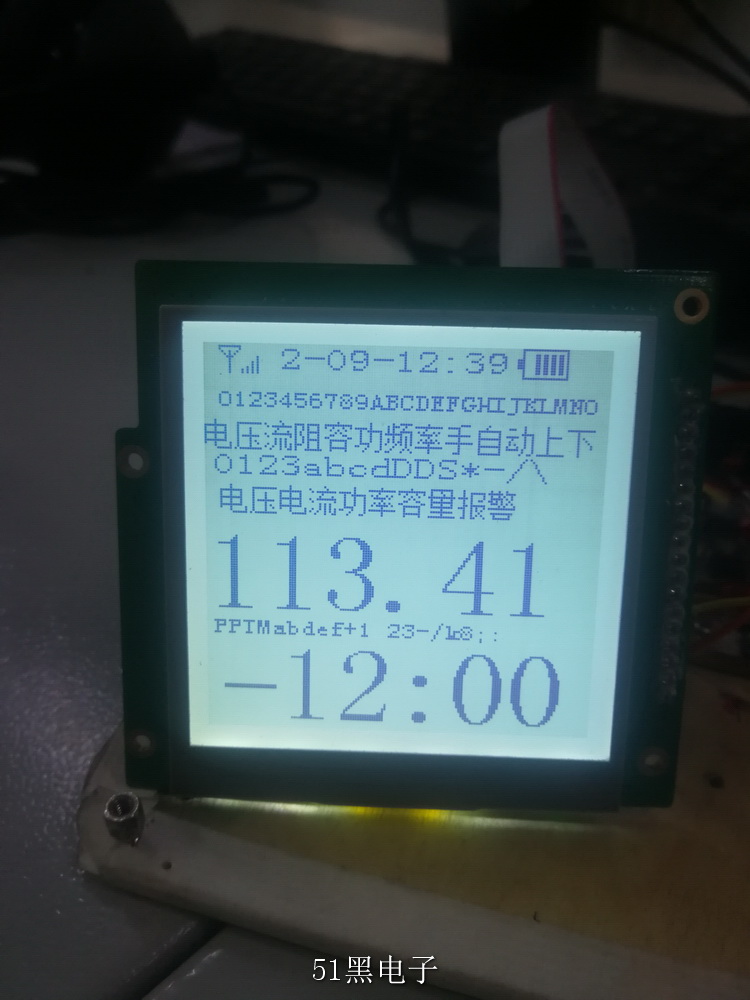 2-09-12:39
0123456789ABCDEFGHIJKLMNO
电压流阻容功频率手自动上下
0123abcdDDS*-六
电压电流功率容量报警
113.41
PPTMabdef+1 23-/
-12:00
51黑电子